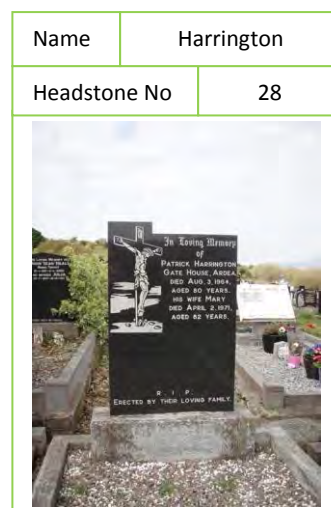 Name Harrington
Headstone No 28
In Loving Memory
of
PATRICK HARRINGTON
GATE HOUSE, ARDEA.
DIED AUG. 3, 1964,
AGED 80 YEARS.
HIS WIFE MARY
DIED APRIL 2, 1971,
AGED 82 YEARS.
R. I. P.
ERECTED BY THEIR LOVING FAMILY.